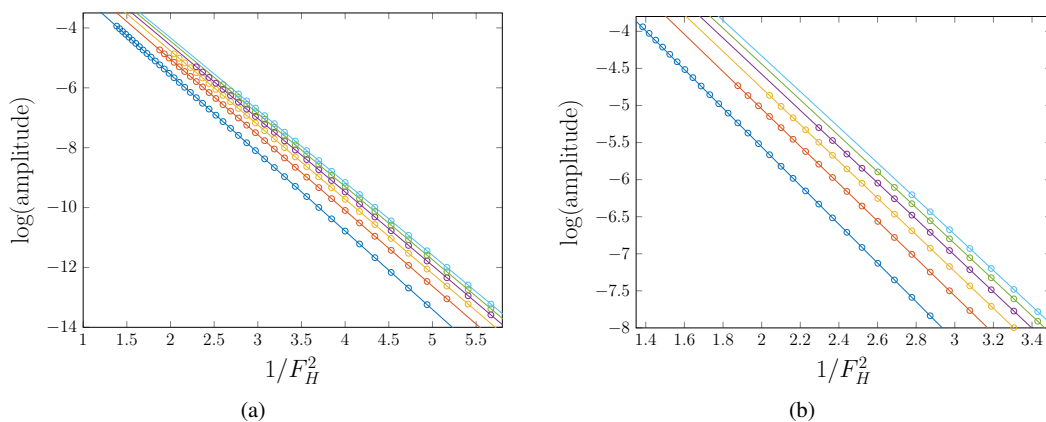 −4
−6
−8
−10
−12
−14
log(amplitude)
1 1.5 2 2.5 3 3.5 4 4.5 5 5.5
1/F_H^2
(a)
−4
−4.5
−5
−5.5
−6
−6.5
−7
−7.5
−8
log(amplitude)
1.4 1.6 1.8 2 2.2 2.4 2.6 2.8 3 3.2 3.4
1/F_H^2
(b)